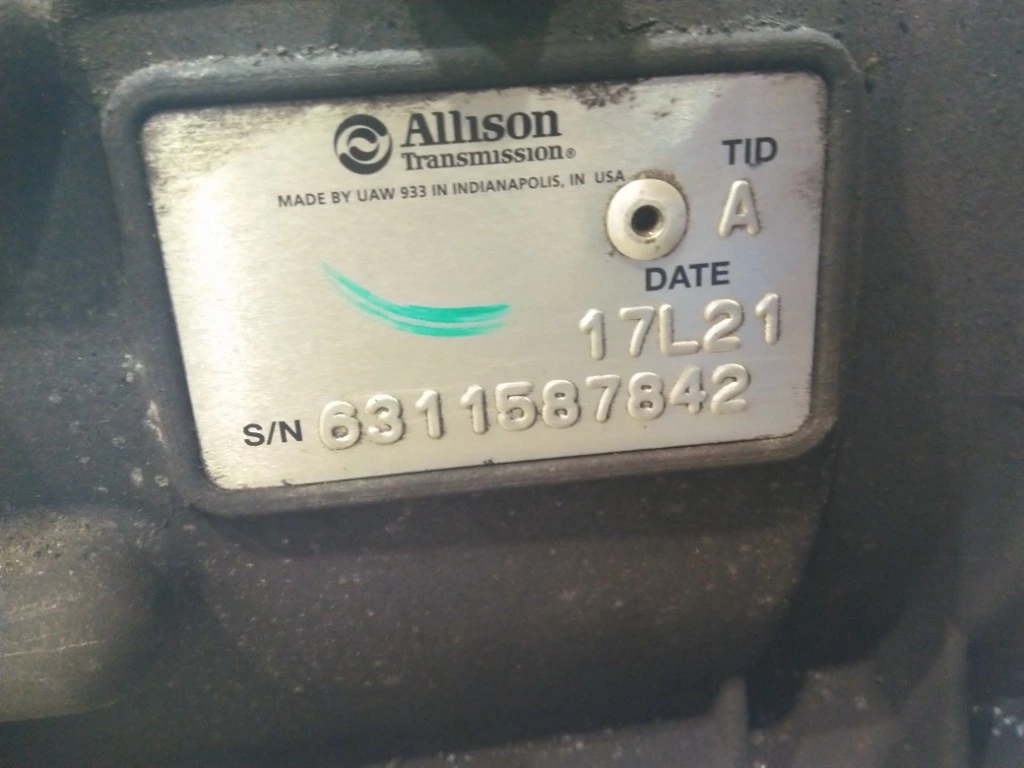 Allison
Transmission®
MADE BY UAW 933 IN INDIANAPOLIS, IN USA
TID
A
DATE
17L21
S/N 6311587842